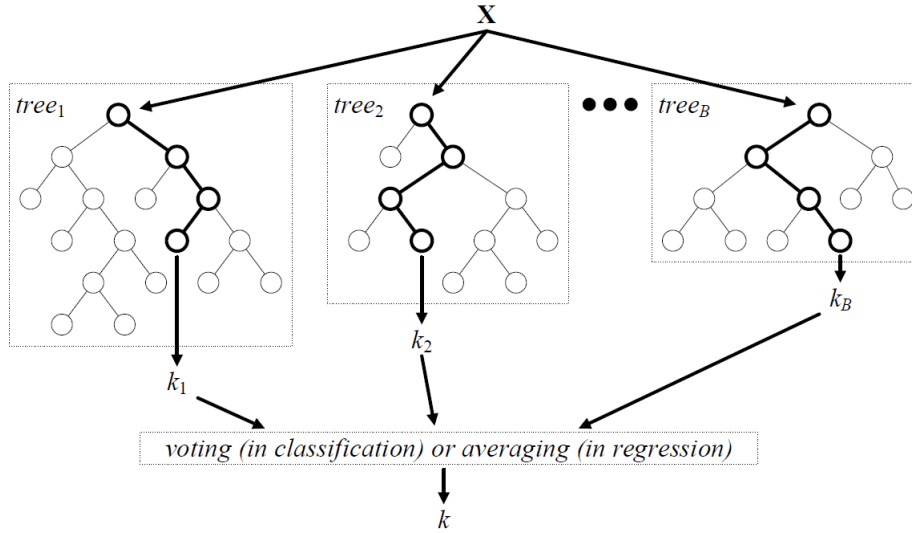 X
tree1
tree2
treeB
k1
k2
kB
voting (in classification) or averaging (in regression)
k